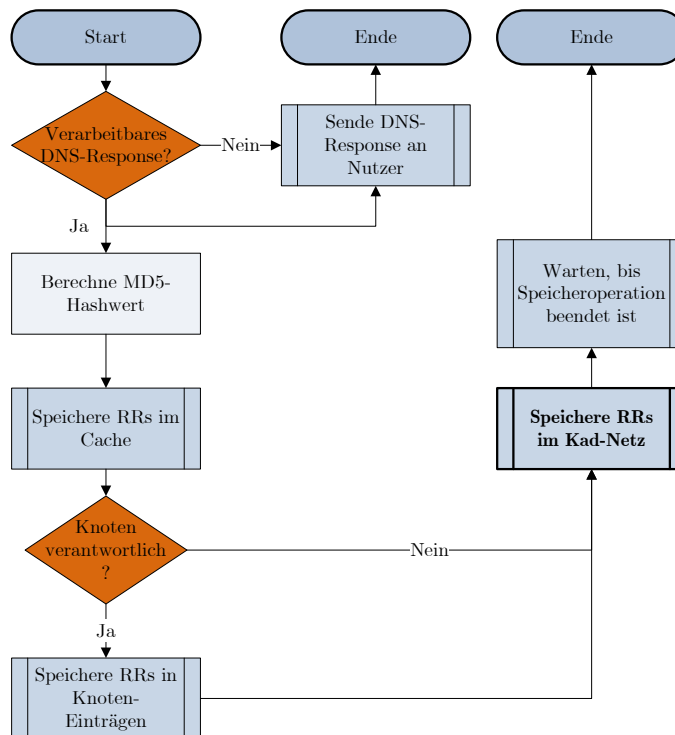 Start
Ende
Ende
Verarbeitbares
DNS-Response?
Nein
Sende DNS-
Response an
Nutzer
Ja
Berechne MD5-
Hashwert
Warten, bis
Speicheroperation
beendet ist
Speichere RRs im
Cache
Speichere RRs
im Kad-Netz
Knoten
verantwortlich
?
Nein
Ja
Speichere RRs in
Knoten-
Einträgen